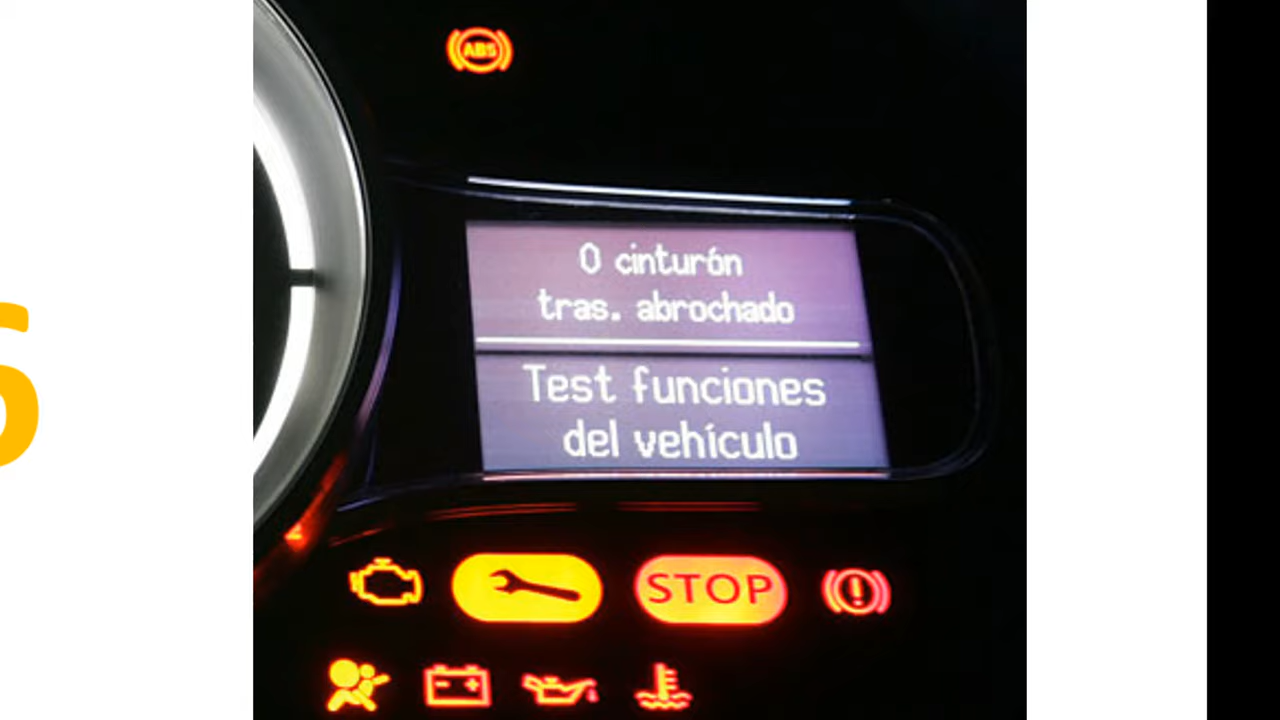 ABS
0 cinturón
tras. abrochado
Test funciones
del vehículo
STOP